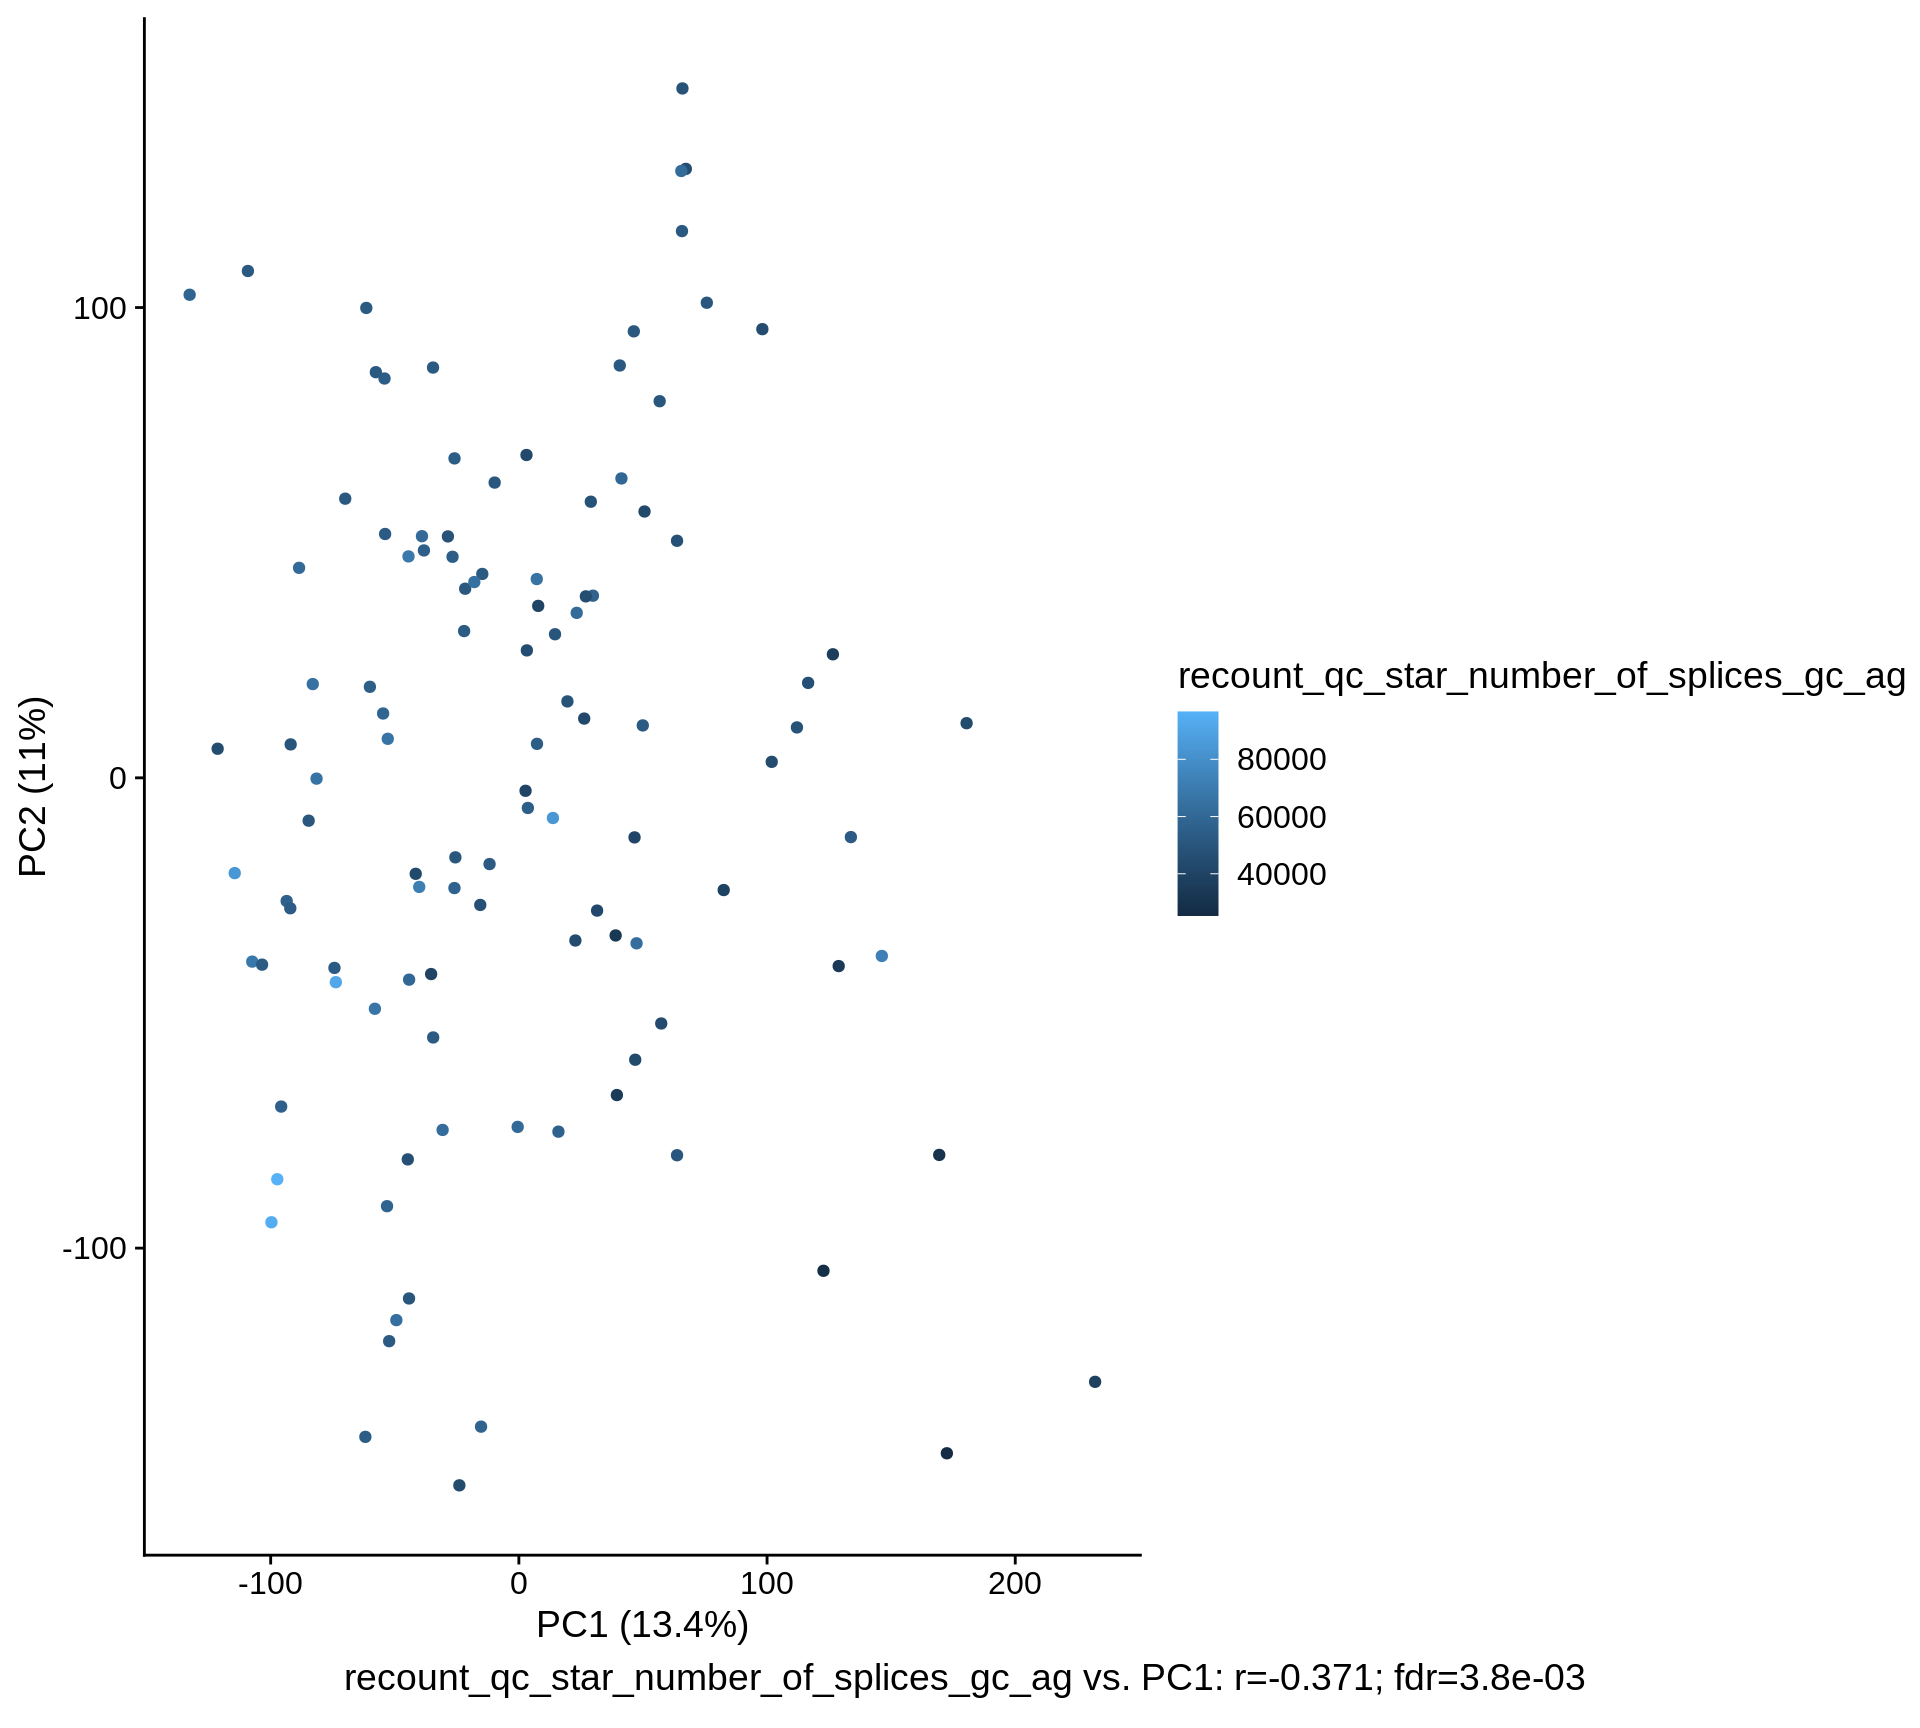 100
0
-100
PC2 (11%)
-100 0 100 200
PC1 (13.4%)
recount_qc_star_number_of_splices_gc_ag
80000
60000
40000
recount_qc_star_number_of_splices_gc_ag vs. PC1: r=-0.371; fdr=3.8e-03